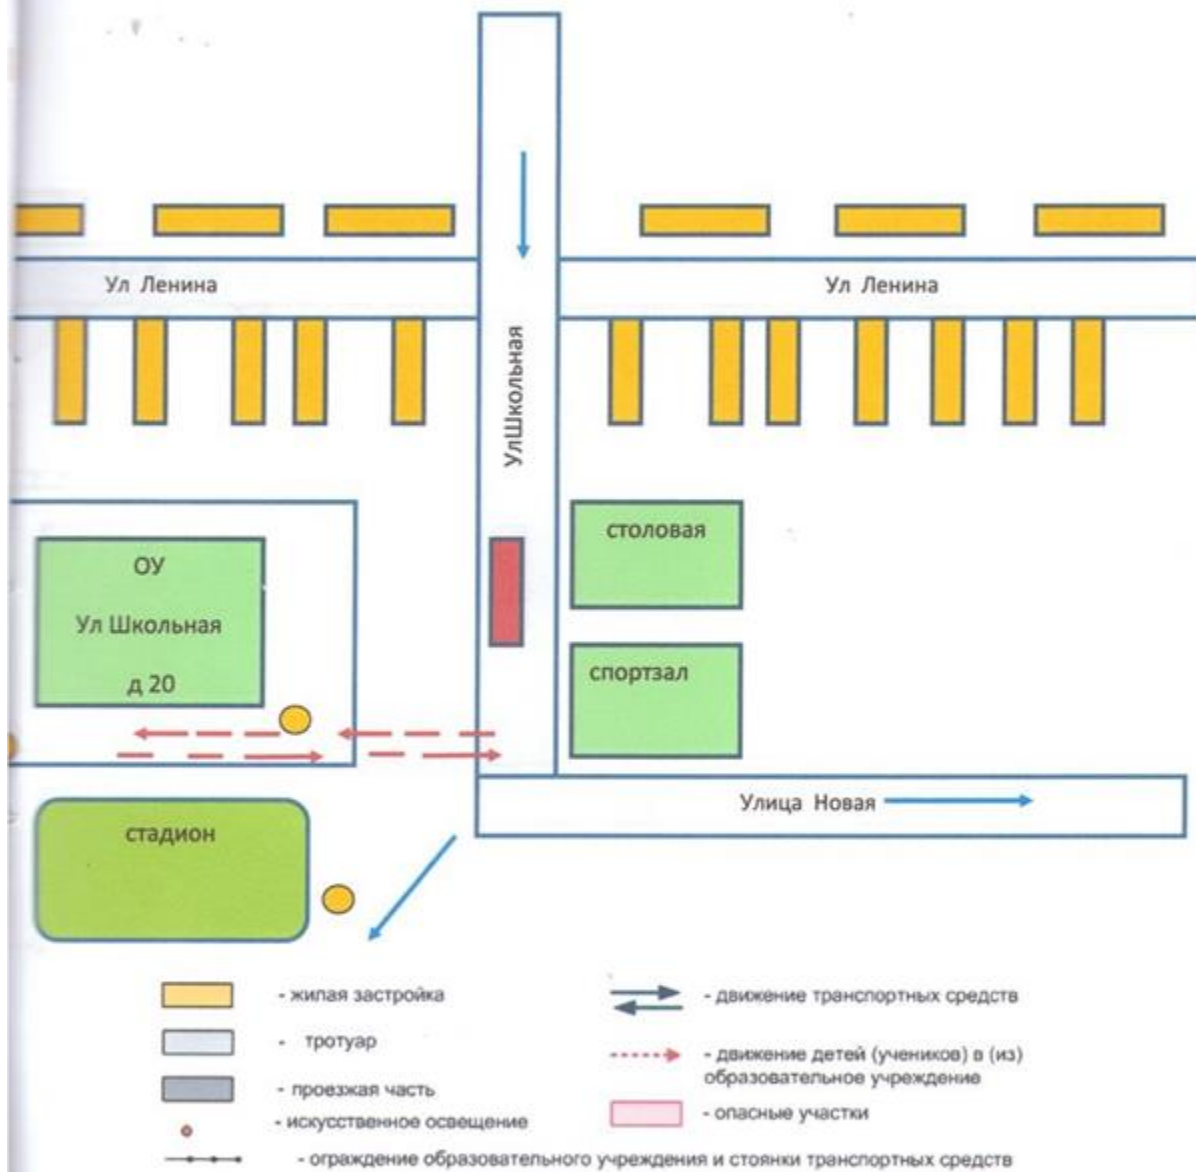 Ул Ленина
Ул Ленина
УлШкольная
столовая
ОУ
Ул Школьная
д 20
спортзал
Улица Новая
стадион
- жилая застройка
- тротуар
- проезжая часть
- искусственное освещение
- движение транспортных средств
- движение детей (учеников) в (из)
образовательное учреждение
- опасные участки
- ограждение образовательного учреждения и стоянки транспортных средств